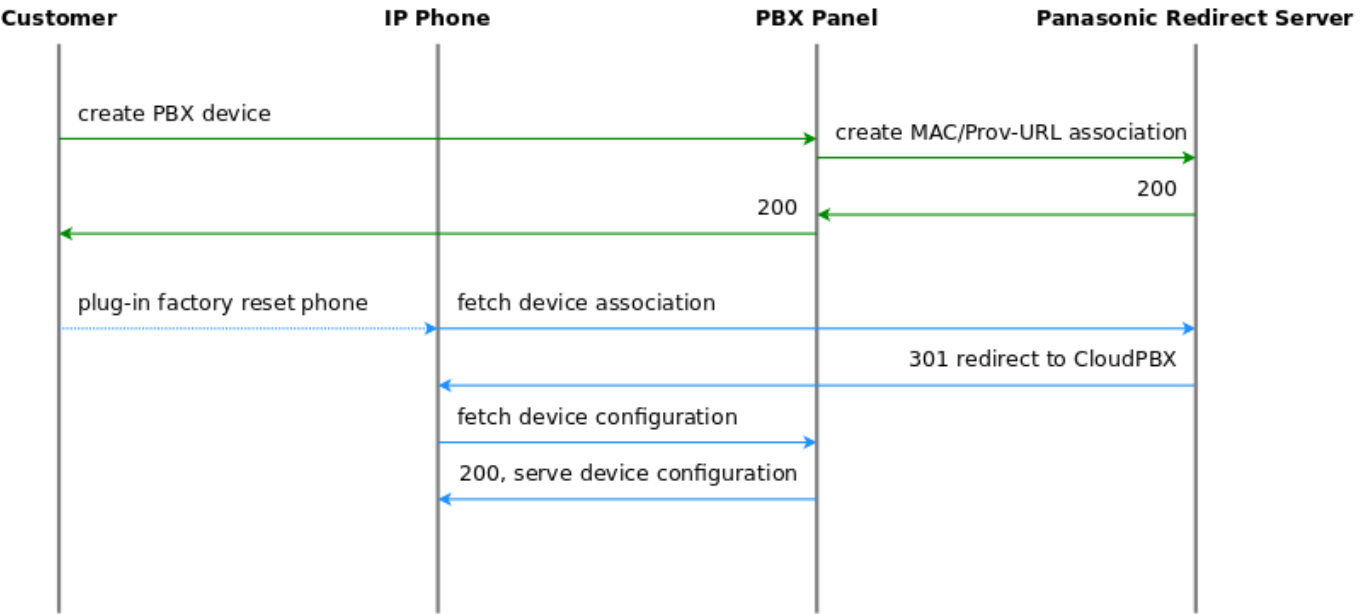 Customer IP Phone PBX Panel Panasonic Redirect Server
create PBX device
create MAC/Prov-URL association
200
200
plug-in factory reset phone fetch device association
301 redirect to CloudPBX
fetch device configuration
200, serve device configuration